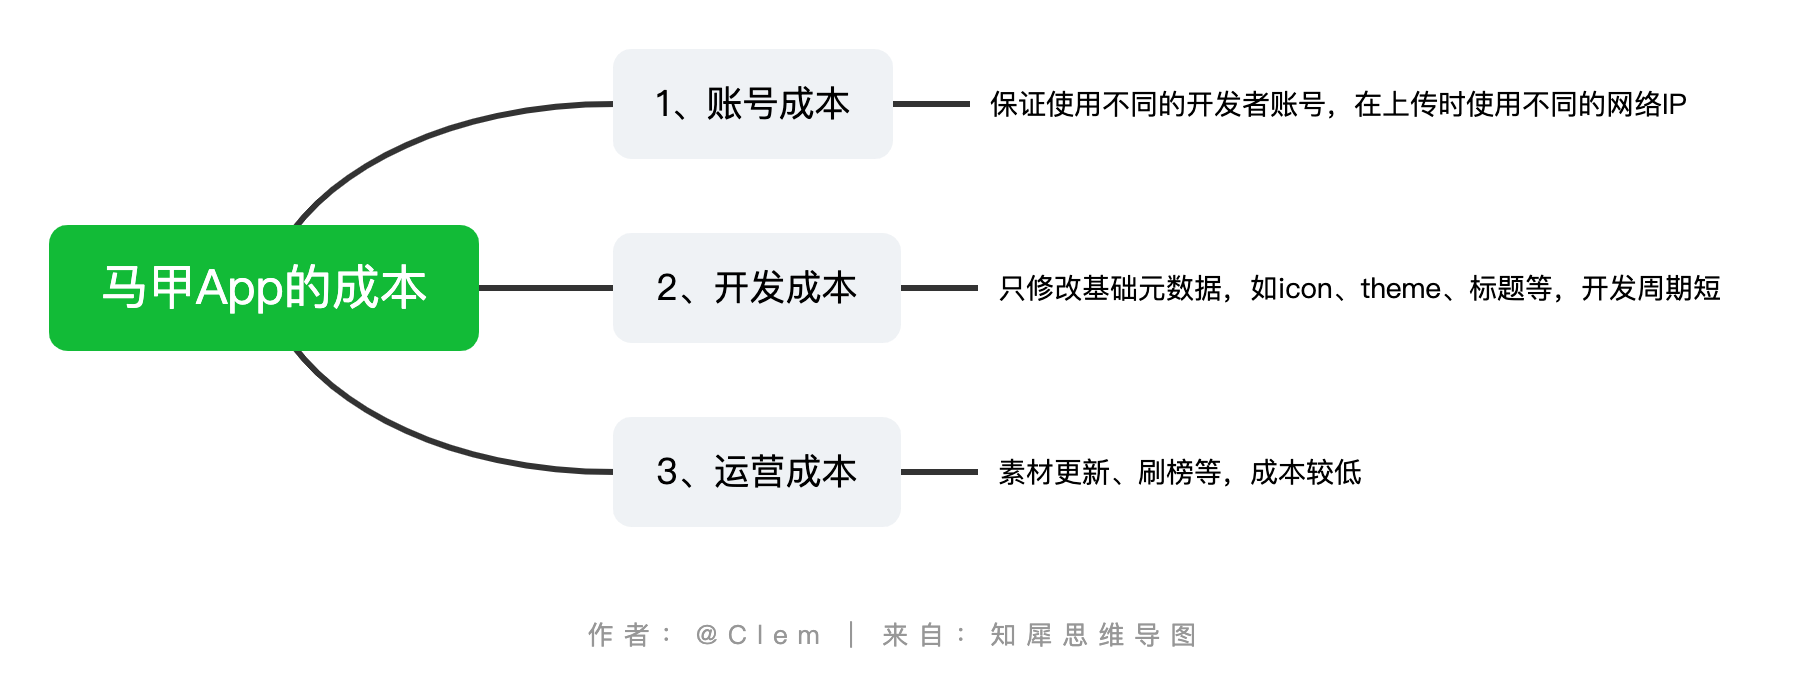 1、账号成本
保证使用不同的开发者账号，在上传时使用不同的网络IP
马甲App的成本
2、开发成本
只修改基础元数据，如icon、theme、标题等，开发周期短
3、运营成本
素材更新、刷榜等，成本较低
作者：@Clem | 来自：知犀思维导图